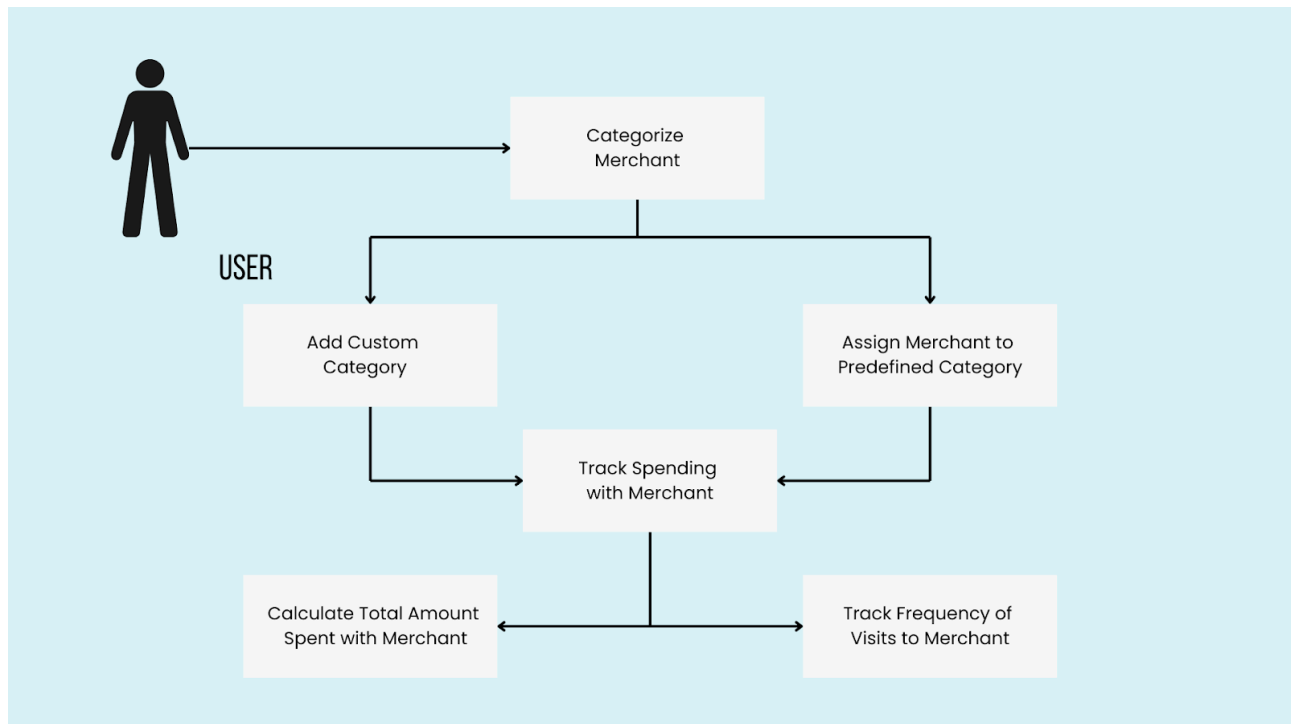 Categorize
Merchant
USER
Add Custom
Category
Assign Merchant to
Predefined Category
Track Spending
with Merchant
Calculate Total Amount
Spent with Merchant
Track Frequency of
Visits to Merchant